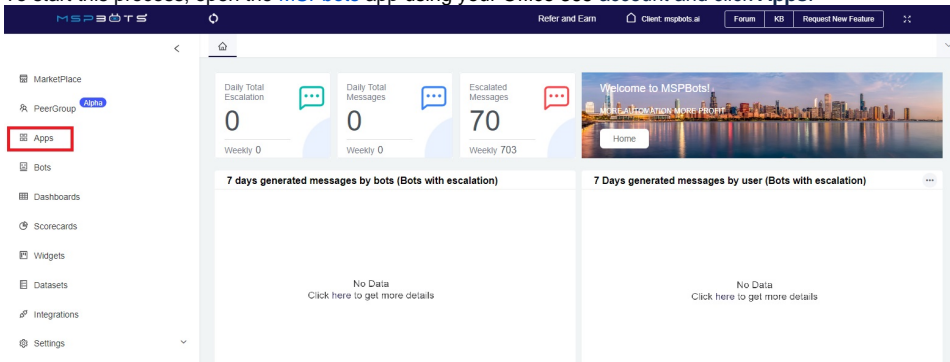 To start this process, open the MSPbots app using your Office 365 account and click Apps.
MSPBOTS
Refer and Earn
Client: mspbots.ai
Forum
KB
Request New Feature
MarketPlace
PeerGroup Alpha
Apps
Bots
Dashboards
Scorecards
Widgets
Datasets
Integrations
Settings
Daily Total
Escalation
0
Weekly 0
Daily Total
Messages
0
Weekly 0
Escalated
Messages
70
Weekly 703
Welcome to MSPBots!
MORE AUTOMATION MORE PROFIT
Home
7 days generated messages by bots (Bots with escalation)
No Data
Click here to get more details
7 Days generated messages by user (Bots with escalation)
No Data
Click here to get more details